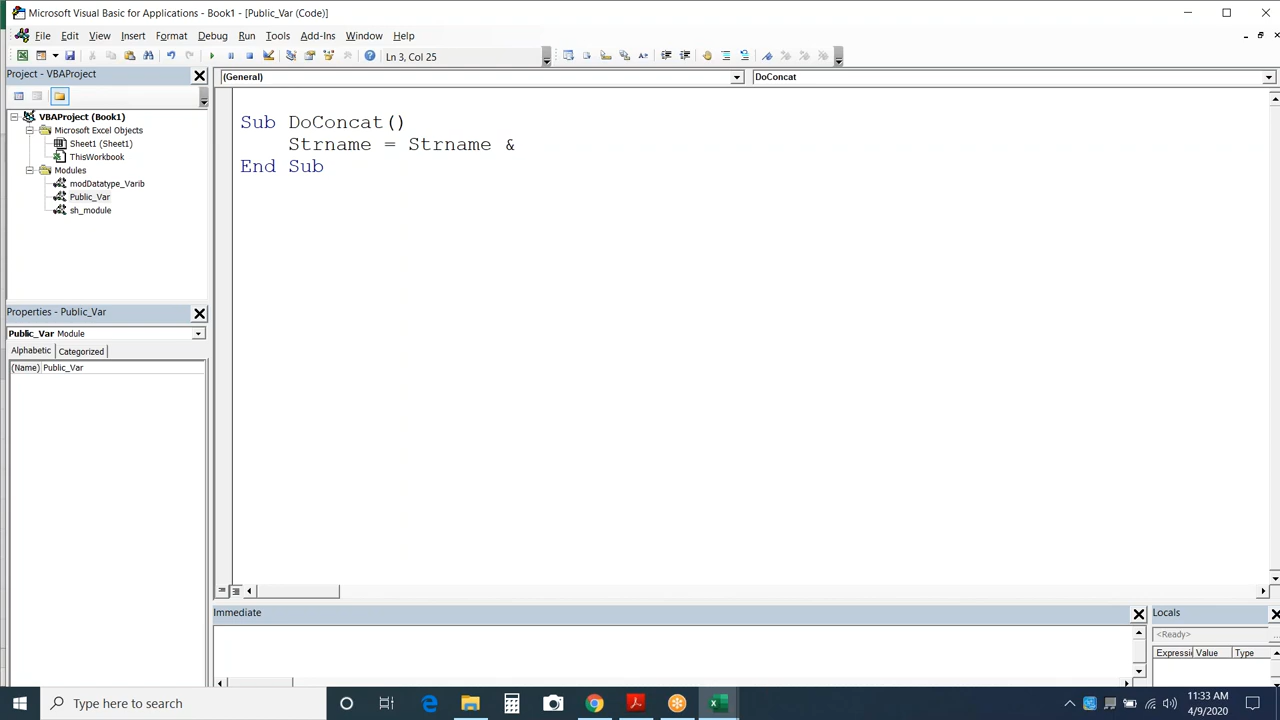 Microsoft Visual Basic for Applications - Book1 - [Public_Var (Code)]
File Edit View Insert Format Debug Run Tools Add-Ins Window Help
Ln 3, Col 25
Project - VBAProject
(General)
DoConcat
VBAProject (Book1)
Microsoft Excel Objects
Sheet1 (Sheet1)
ThisWorkbook
Modules
modDatatype_Varib
Public_Var
sh_module
Sub DoConcat()
Strname = Strname &
End Sub
Properties - Public_Var
Public_Var Module
Alphabetic Categorized
(Name) Public_Var
Immediate
Locals
<Ready>
Expressi Value Type
Type here to search
11:33 AM
4/9/2020